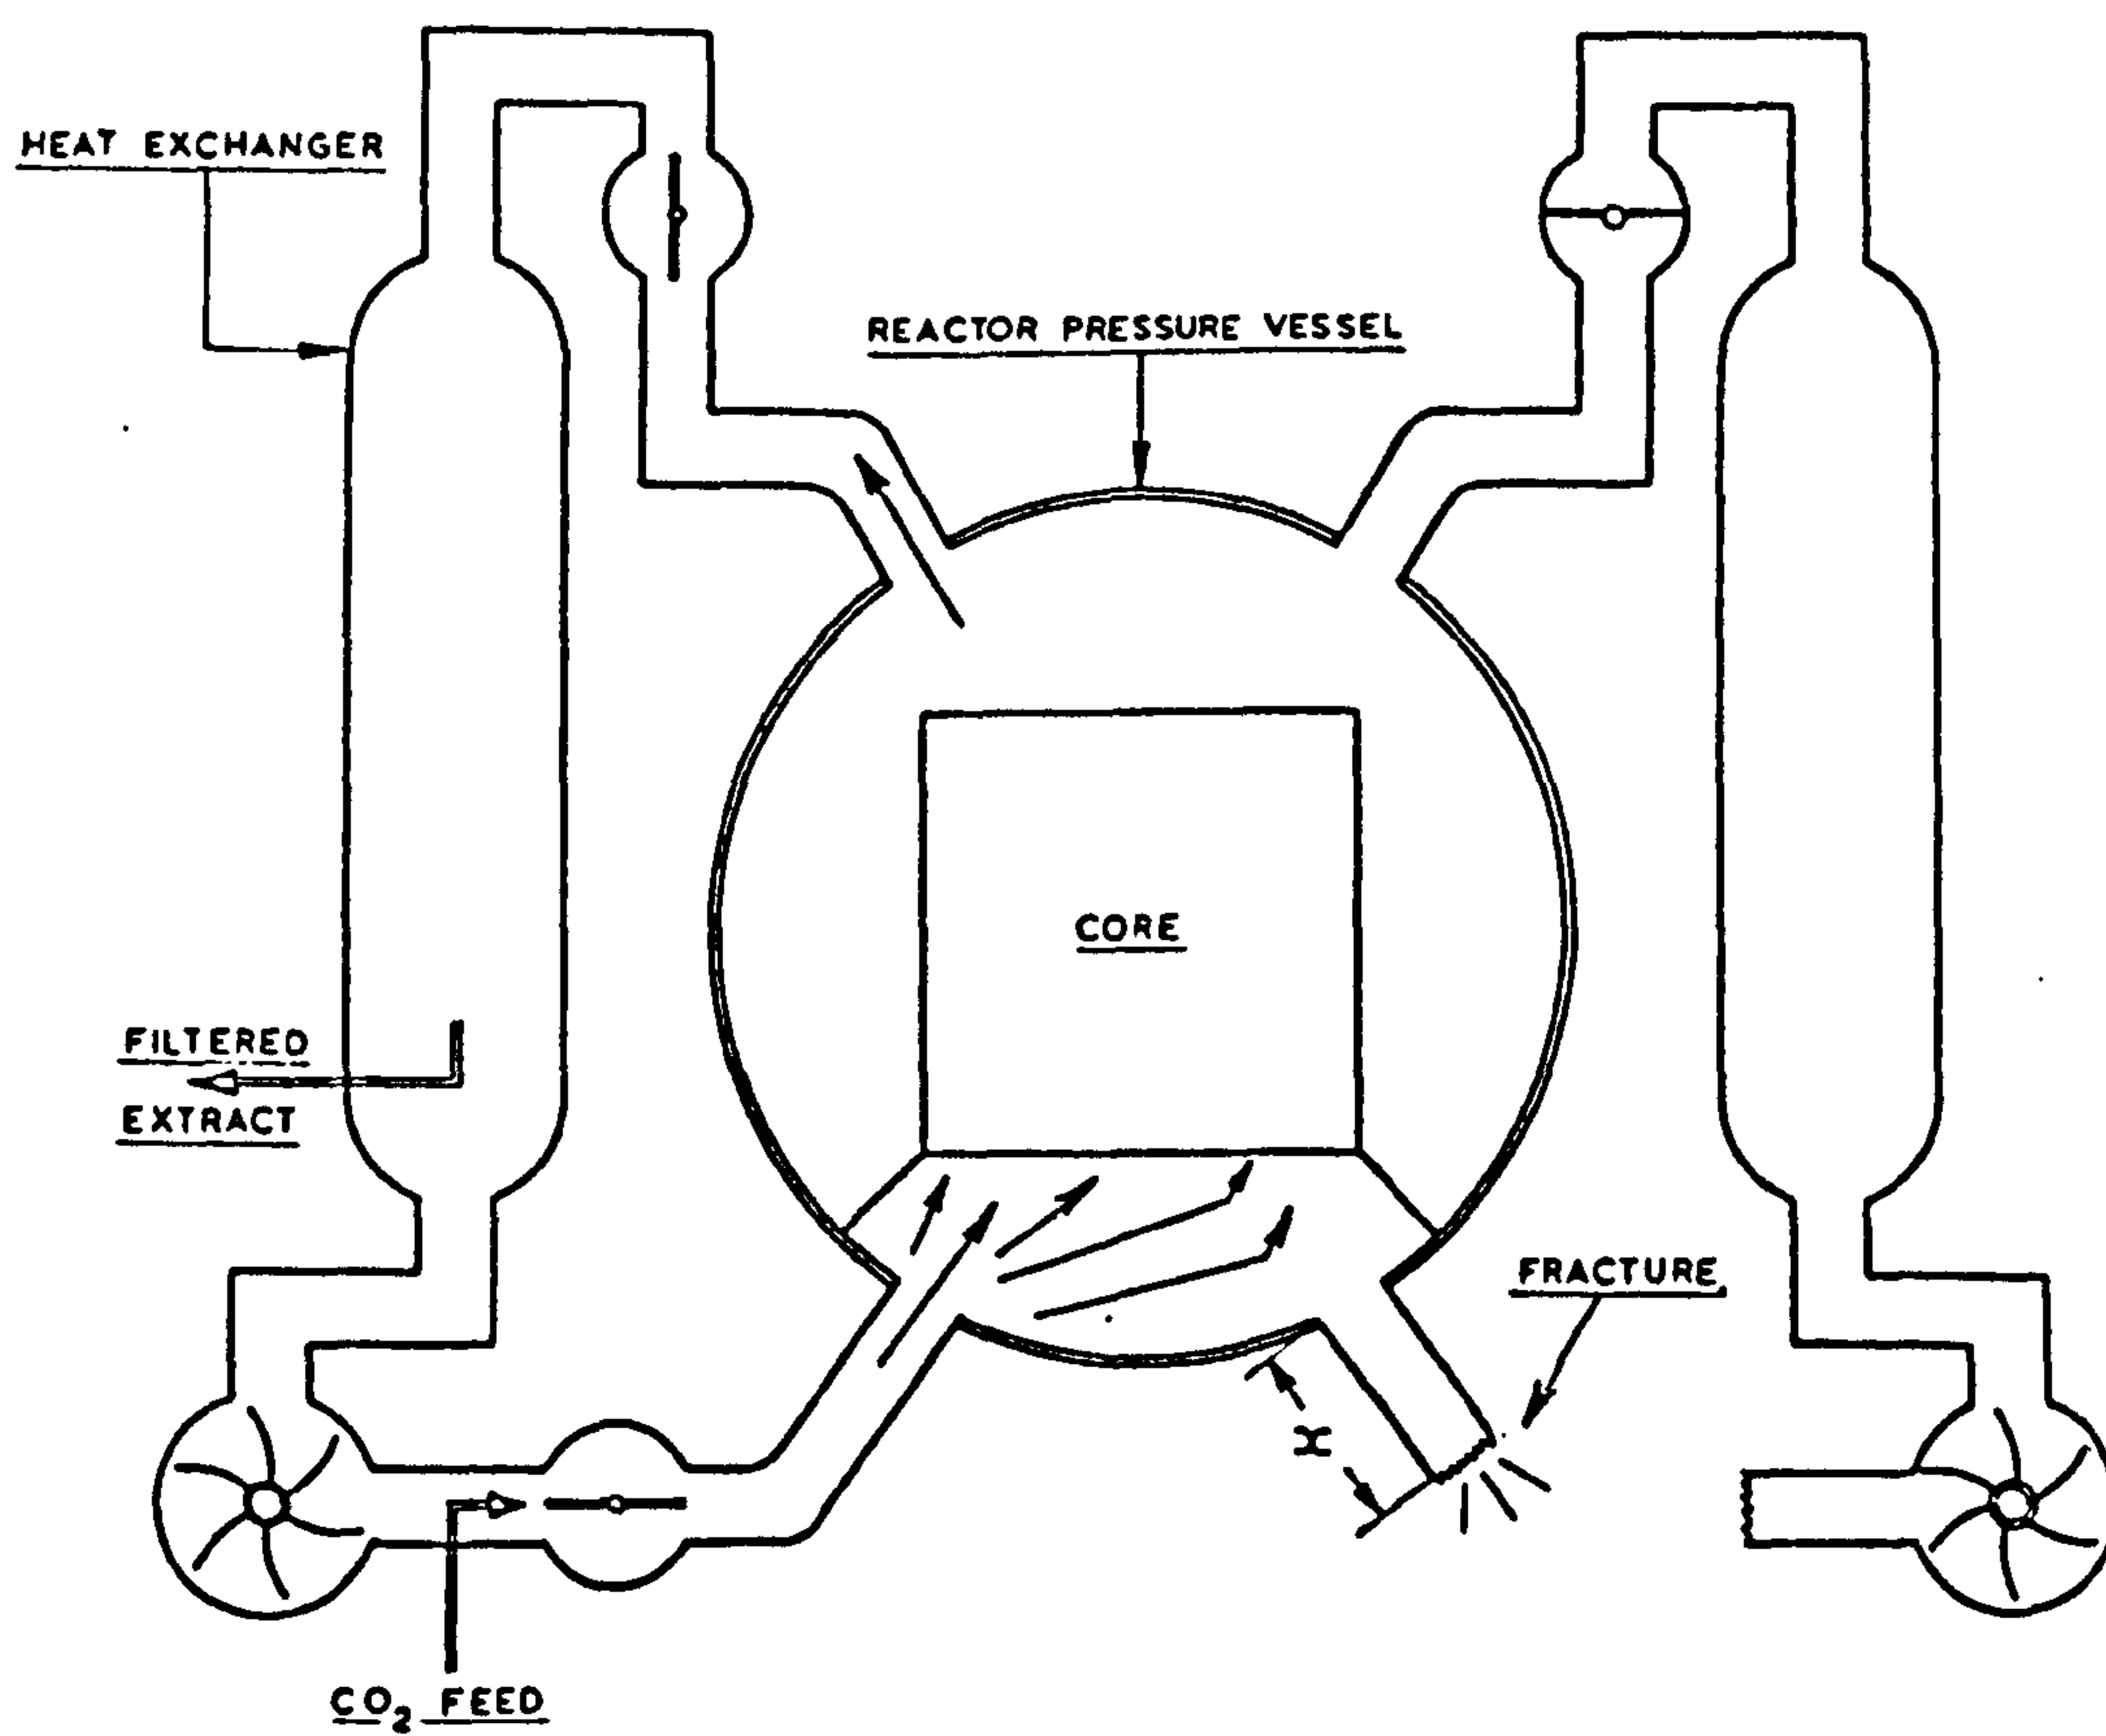 HEAT EXCHANGER
REACTOR PRESSURE VESSEL
CORE
FILTERED
EXTRACT
FRACTURE
X
CO₂ FEED